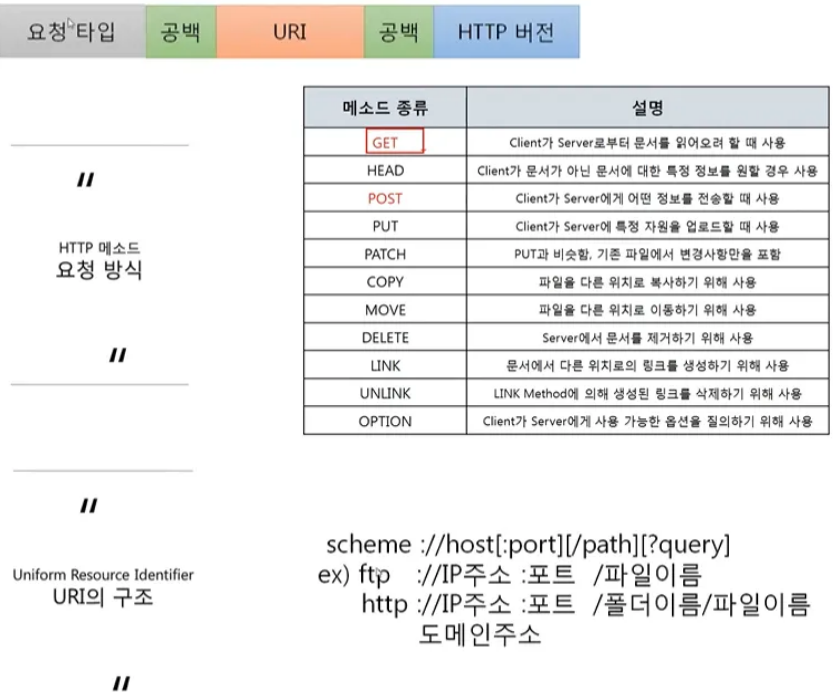 요청 타입 공백 URI 공백 HTTP 버전
메소드 종류 설명
GET Client가 Server로부터 문서를 읽어오려 할 때 사용
HEAD Client가 문서가 아닌 문서에 대한 특정 정보를 원할 경우 사용
POST Client가 Server에게 어떤 정보를 전송할 때 사용
PUT Client가 Server에 특정 자원을 업로드할 때 사용
PATCH PUT과 비슷함, 기존 파일에서 변경사항만을 포함
COPY 파일을 다른 위치로 복사하기 위해 사용
MOVE 파일을 다른 위치로 이동하기 위해 사용
DELETE Server에서 문서를 제거하기 위해 사용
LINK 문서에서 다른 위치로의 링크를 생성하기 위해 사용
UNLINK LINK Method에 의해 생성된 링크를 삭제하기 위해 사용
OPTION Client가 Server에게 사용 가능한 옵션을 질의하기 위해 사용
"
HTTP 메소드
요청 방식
"
"
Uniform Resource Identifier
URI의 구조
"
scheme ://host[:port][/path][?query]
ex) ftp ://IP주소 :포트 /파일이름
http ://IP주소 :포트 /폴더이름/파일이름
도메인주소